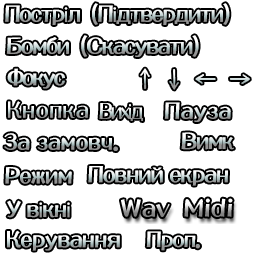 Постріл (Підтвердити)
Бомби (Скасувати)
Фокус ↑ ↓ ← →
Кнопка Вихід Пауза
За замовч. Вимк
Режим Повний екран
У вікні Wav Midi
Керування Проп.